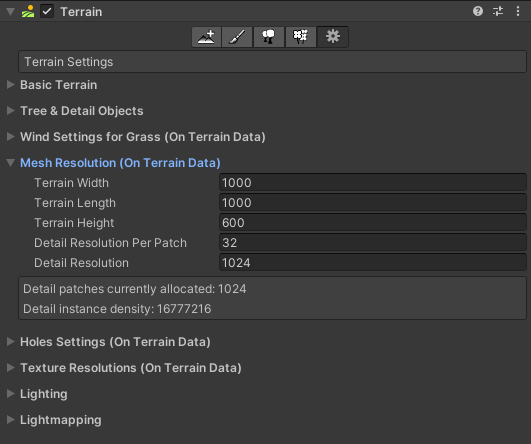 Terrain
Terrain Settings
Basic Terrain
Tree & Detail Objects
Wind Settings for Grass (On Terrain Data)
Mesh Resolution (On Terrain Data)
Terrain Width 1000
Terrain Length 1000
Terrain Height 600
Detail Resolution Per Patch 32
Detail Resolution 1024
Detail patches currently allocated: 1024
Detail instance density: 16777216
Holes Settings (On Terrain Data)
Texture Resolutions (On Terrain Data)
Lighting
Lightmapping